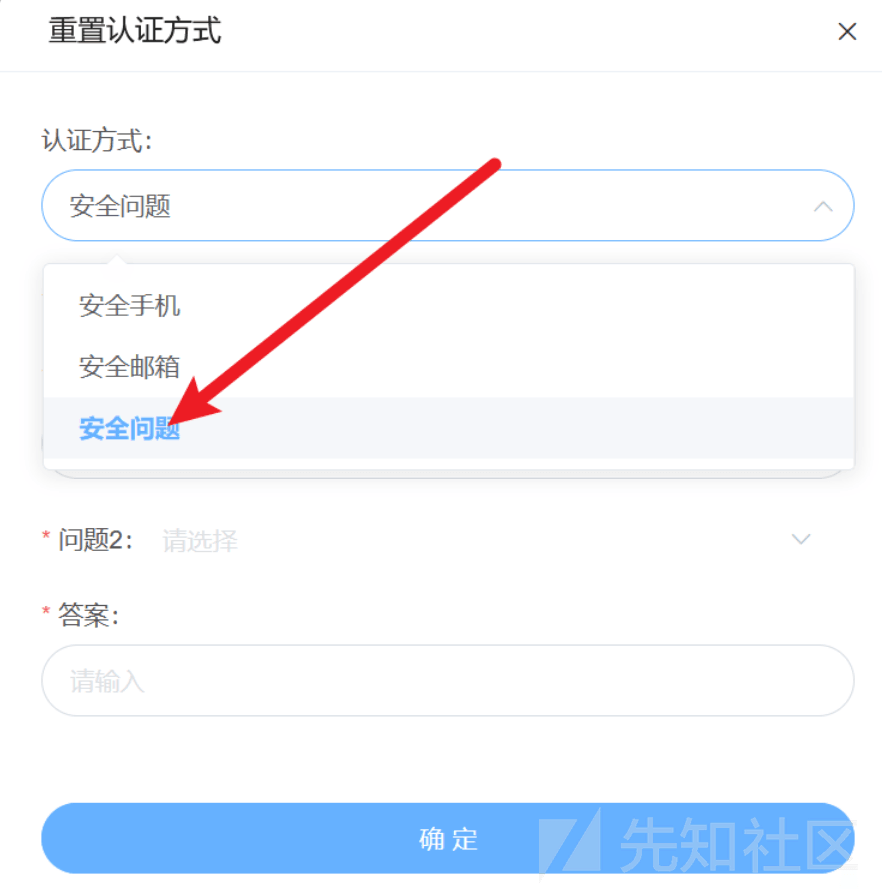 重置认证方式
认证方式：
安全问题
安全手机
安全邮箱
安全问题
* 问题2： 请选择
* 答案：
请输入
确 定
先知社区